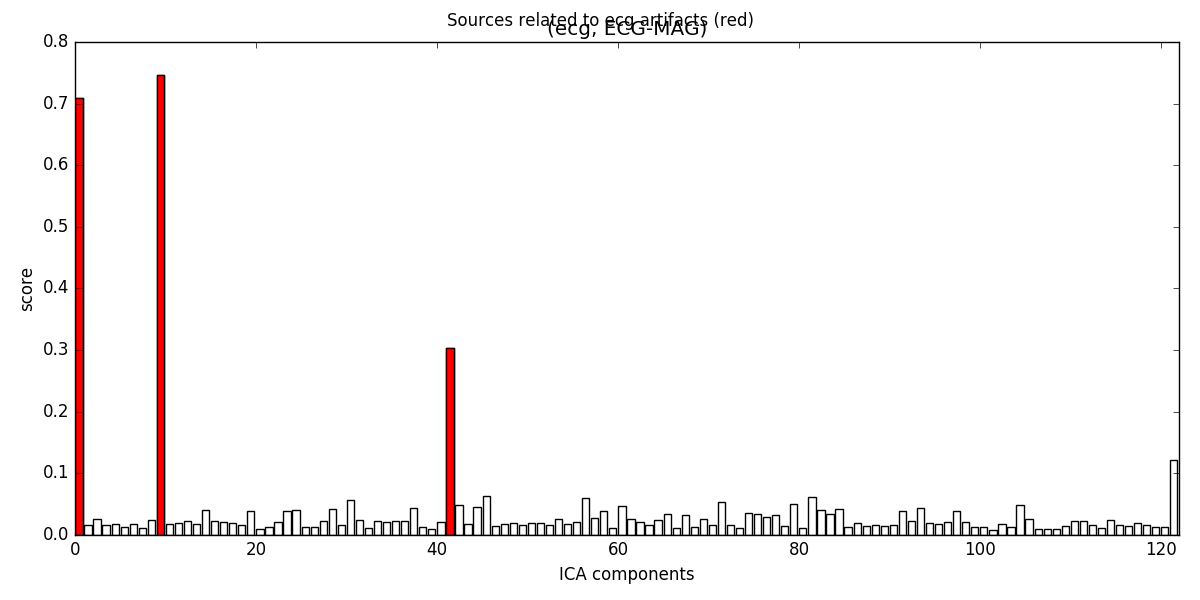 Sources related to ecg artifacts (red)
(ecg, ECG-MAG)
0.8
0.7
0.6
0.5
0.4
0.3
0.2
0.1
0.0
score
0 20 40 60 80 100 120
ICA components